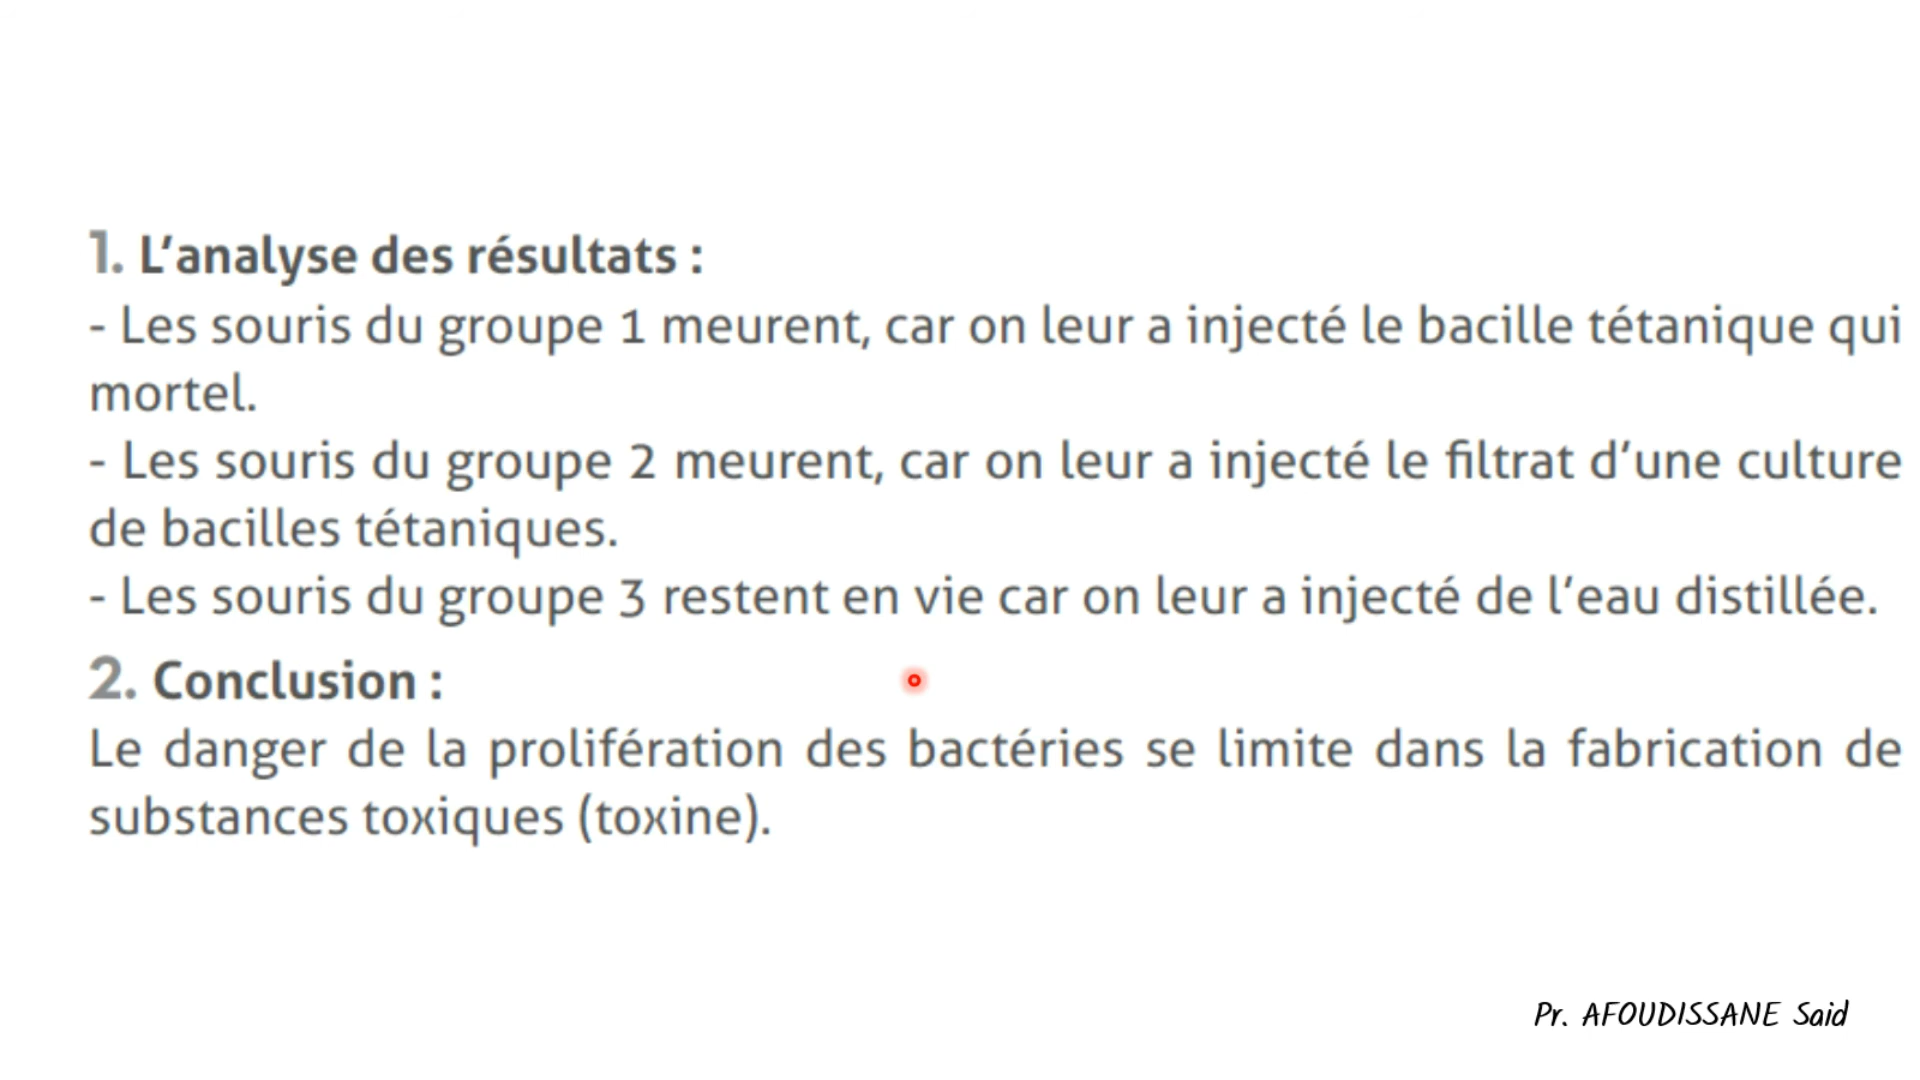 1. L'analyse des résultats :
- Les souris du groupe 1 meurent, car on leur a injecté le bacille tétanique qui
mortel.
- Les souris du groupe 2 meurent, car on leur a injecté le filtrat d'une culture
de bacilles tétaniques.
- Les souris du groupe 3 restent en vie car on leur a injecté de l'eau distillée.
2. Conclusion :
Le danger de la prolifération des bactéries se limite dans la fabrication de
substances toxiques (toxine).
Pr. AFOUDISSANE Said